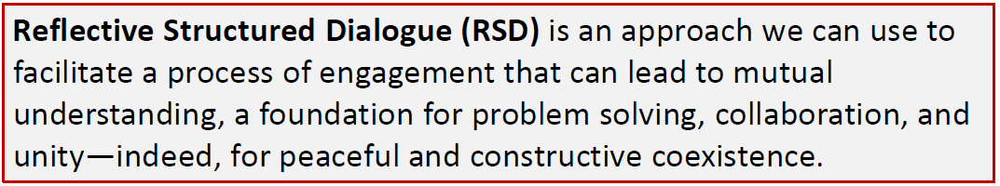 Reflective Structured Dialogue (RSD) is an approach we can use to
facilitate a process of engagement that can lead to mutual
understanding, a foundation for problem solving, collaboration, and
unity—indeed, for peaceful and constructive coexistence.